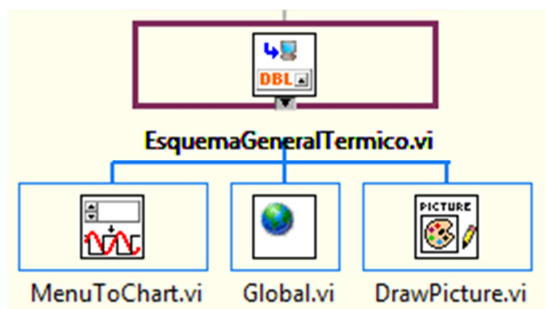 DBL
EsquemaGeneralTermico.vi
PICTURE
MenuToChart.vi Global.vi DrawPicture.vi